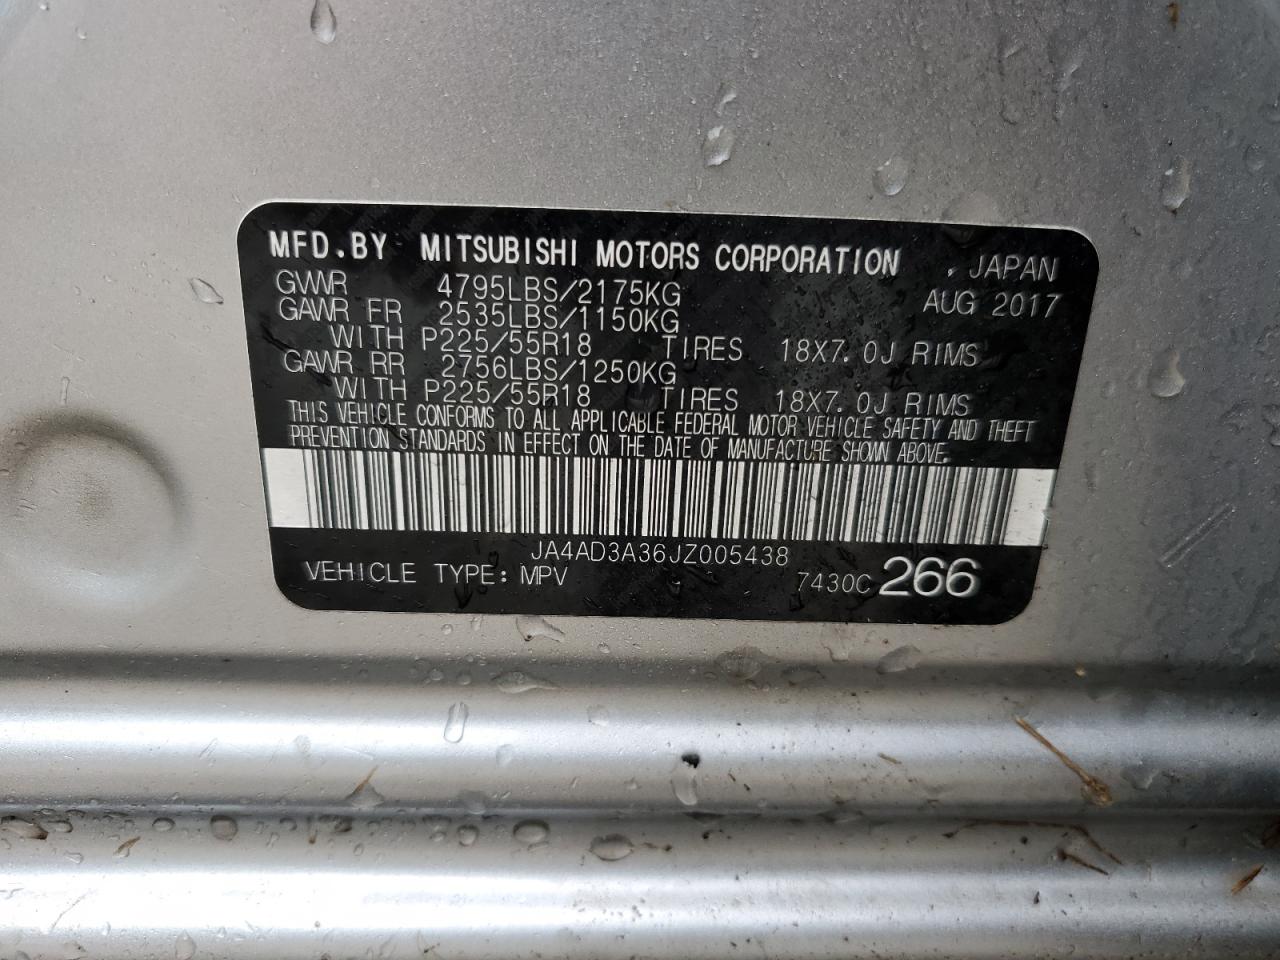 MFD.BY MITSUBISHI MOTORS CORPORATION , JAPAN
GVWR 4795LBS/2175KG AUG 2017
GAWR FR 2535LBS/1150KG
WITH P225/55R18 TIRES 18X7.0J RIMS
GAWR RR 2756LBS/1250KG
WITH P225/55R18 TIRES 18X7.0J RIMS
THIS VEHICLE CONFORMS TO ALL APPLICABLE FEDERAL MOTOR VEHICLE SAFETY AND THEFT
PREVENTION STANDARDS IN EFFECT ON THE DATE OF MANUFACTURE SHOWN ABOVE.
JA4AD3A36JZ005438
VEHICLE TYPE: MPV 7430C 266